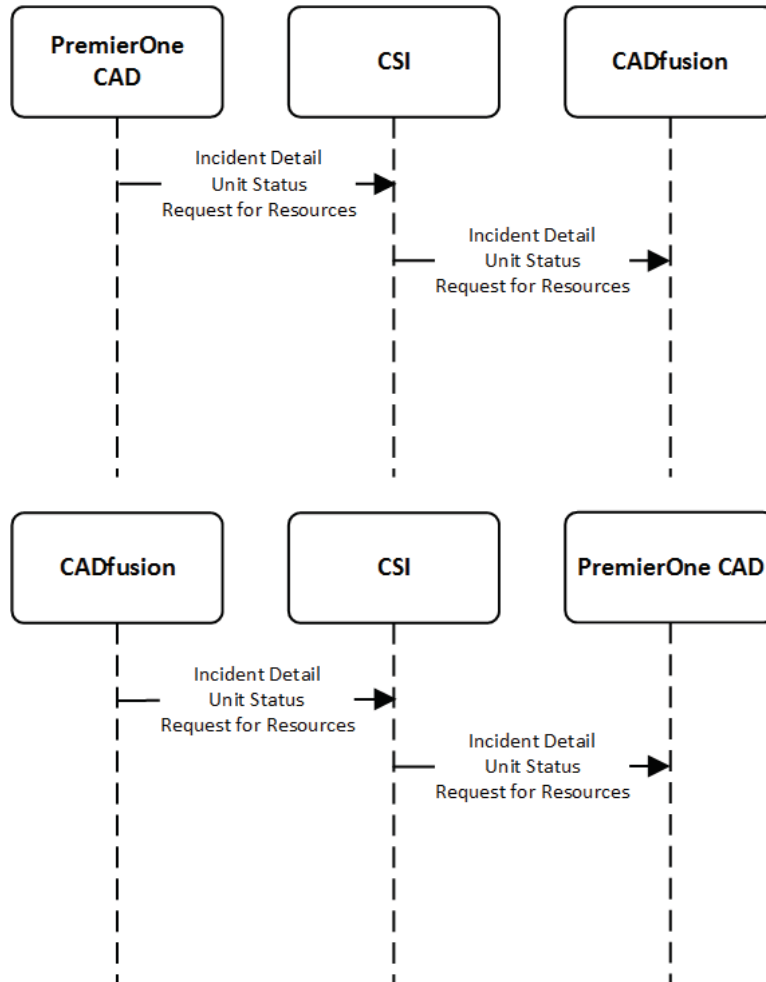 PremierOne
CAD
CSI
CADfusion
Incident Detail
Unit Status
Request for Resources
Incident Detail
Unit Status
Request for Resources
CADfusion
CSI
PremierOne CAD
Incident Detail
Unit Status
Request for Resources
Incident Detail
Unit Status
Request for Resources